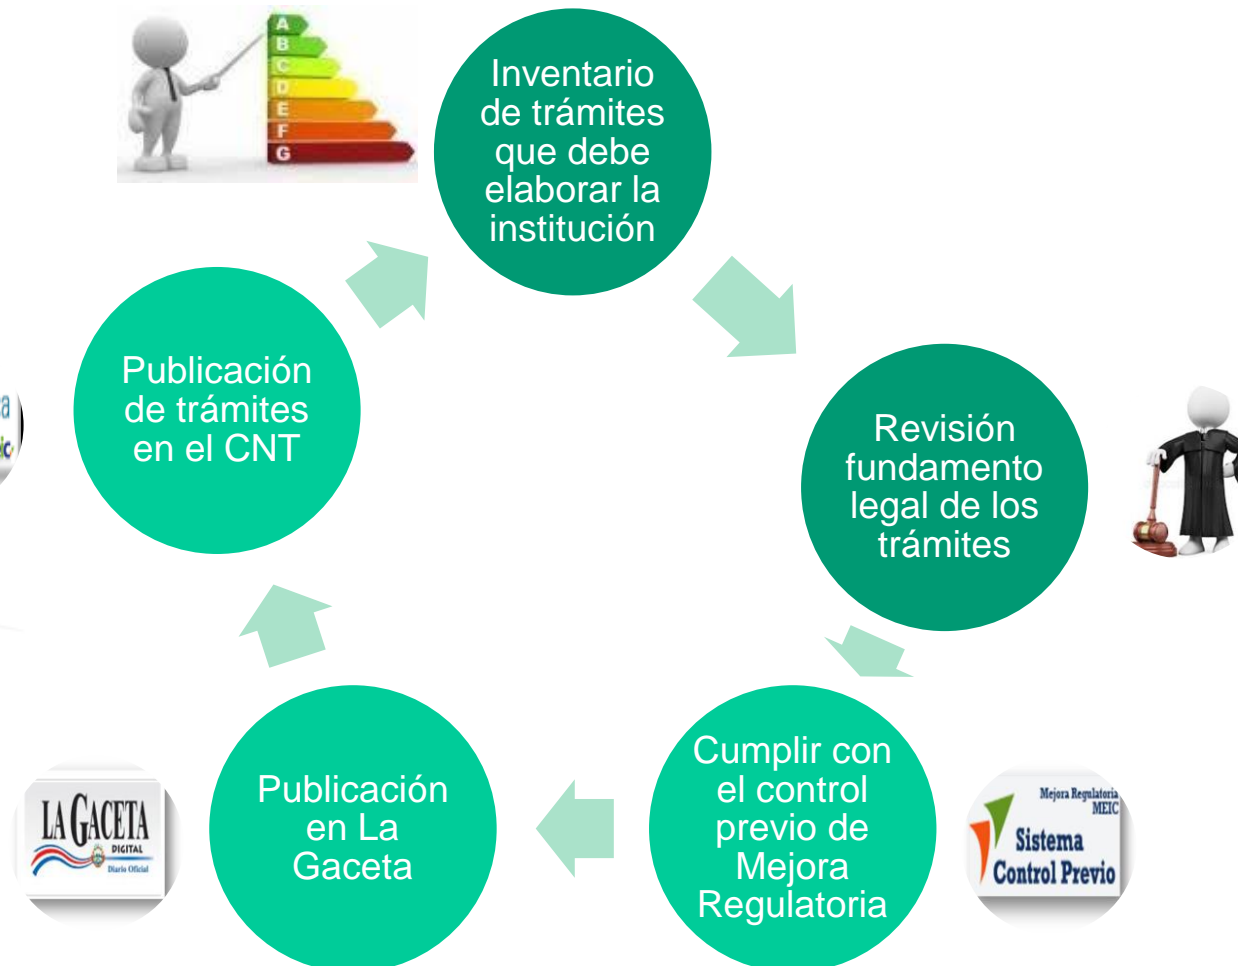 A
B
C
D
E
F
G
Inventario
de trámites
que debe
elaborar la
institución
Revisión
fundamento
legal de los
trámites
Cumplir con
el control
previo de
Mejora
Regulatoria
Mejora Regulatoria
MEIC
Sistema
Control Previo
Publicación
en La
Gaceta
LA GACETA
DIGITAL
Diario Oficial
Publicación
de trámites
en el CNT